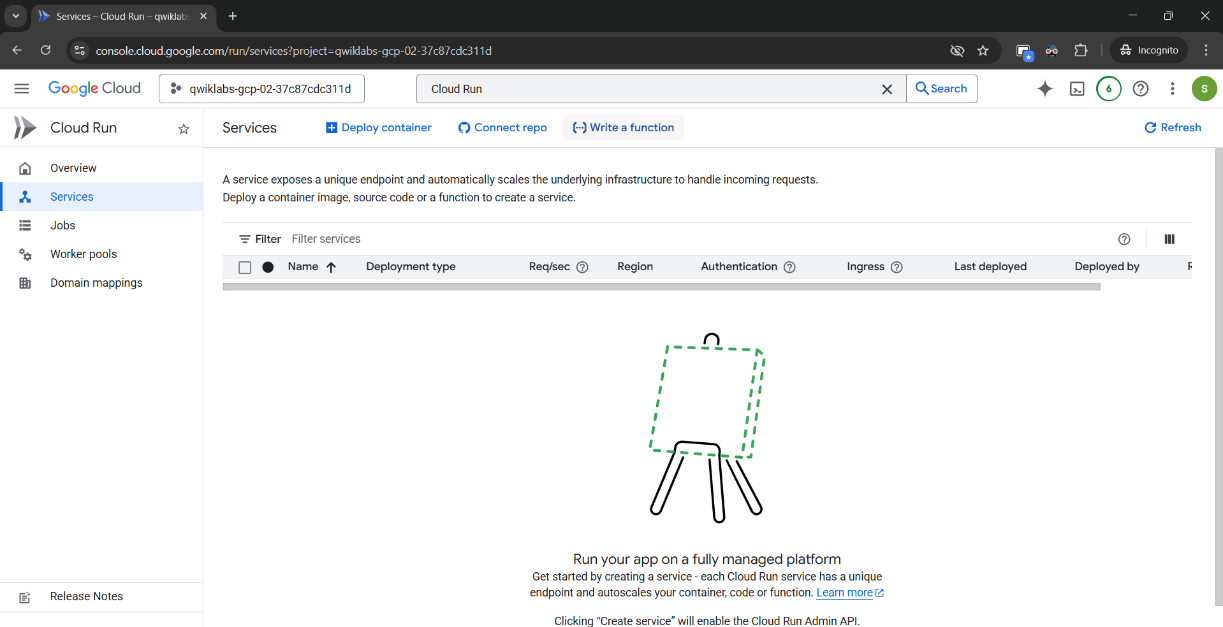 Services – Cloud Run – qwiklabs
console.cloud.google.com/run/services?project=qwiklabs-gcp-02-37c87cdc311d
Incognito
Google Cloud
qwiklabs-gcp-02-37c87cdc311d
Cloud Run
Search
6
S
Cloud Run
Services
Deploy container
Connect repo
Write a function
Refresh
Overview
Services
Jobs
Worker pools
Domain mappings
Release Notes
A service exposes a unique endpoint and automatically scales the underlying infrastructure to handle incoming requests.
Deploy a container image, source code or a function to create a service.
Filter Filter services
Name Deployment type Req/sec Region Authentication Ingress Last deployed Deployed by R
Run your app on a fully managed platform
Get started by creating a service - each Cloud Run service has a unique
endpoint and autoscales your container, code or function. Learn more
Clicking “Create service” will enable the Cloud Run Admin API.